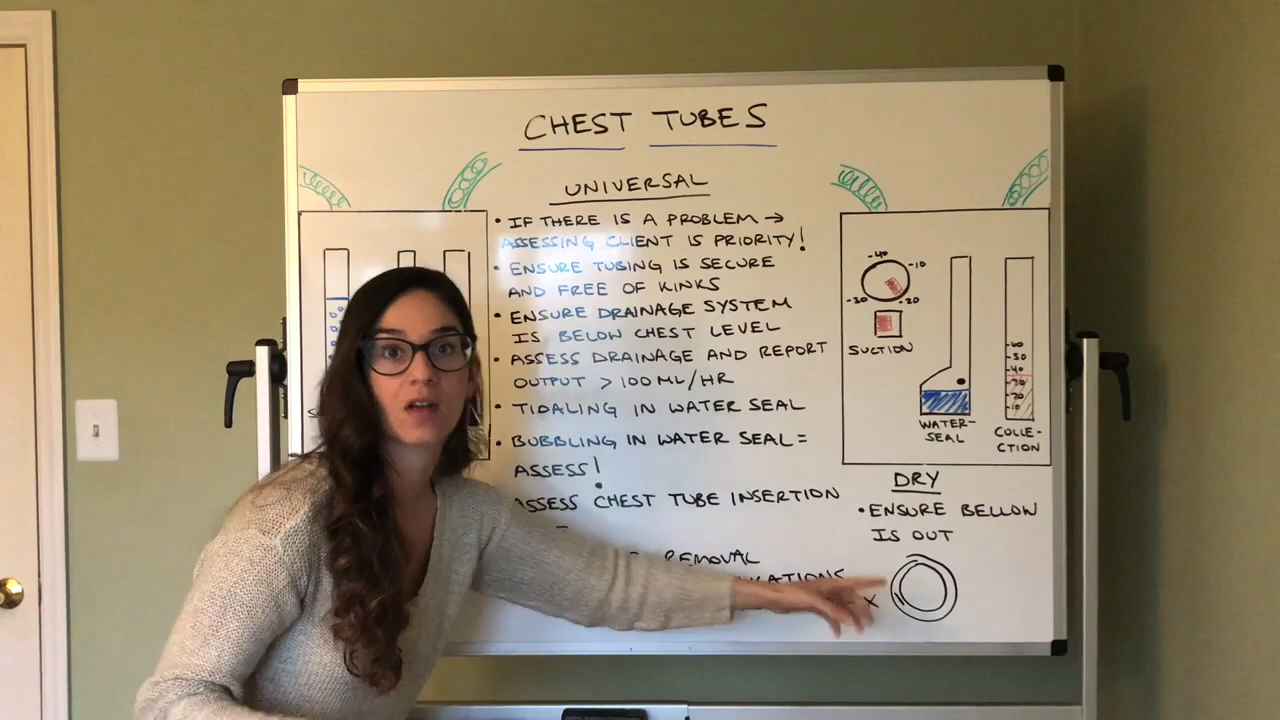 CHEST TUBES
UNIVERSAL
• IF THERE IS A PROBLEM →
ASSESSING CLIENT IS PRIORITY!
• ENSURE TUBING IS SECURE
AND FREE OF KINKS
• ENSURE DRAINAGE SYSTEM
IS BELOW CHEST LEVEL
• ASSESS DRAINAGE AND REPORT
OUTPUT > 100 ML/HR
• TIDALING IN WATER SEAL
• BUBBLING IN WATER SEAL =
ASSESS!
ASSESS CHEST TUBE INSERTION
REMOVAL
-40
-10
-30
-20
SUCTION
WATER-
SEAL
-60
-50
-40
-30
-20
-10
COLLE-
CTION
DRY
• ENSURE BELLOW
IS OUT
X